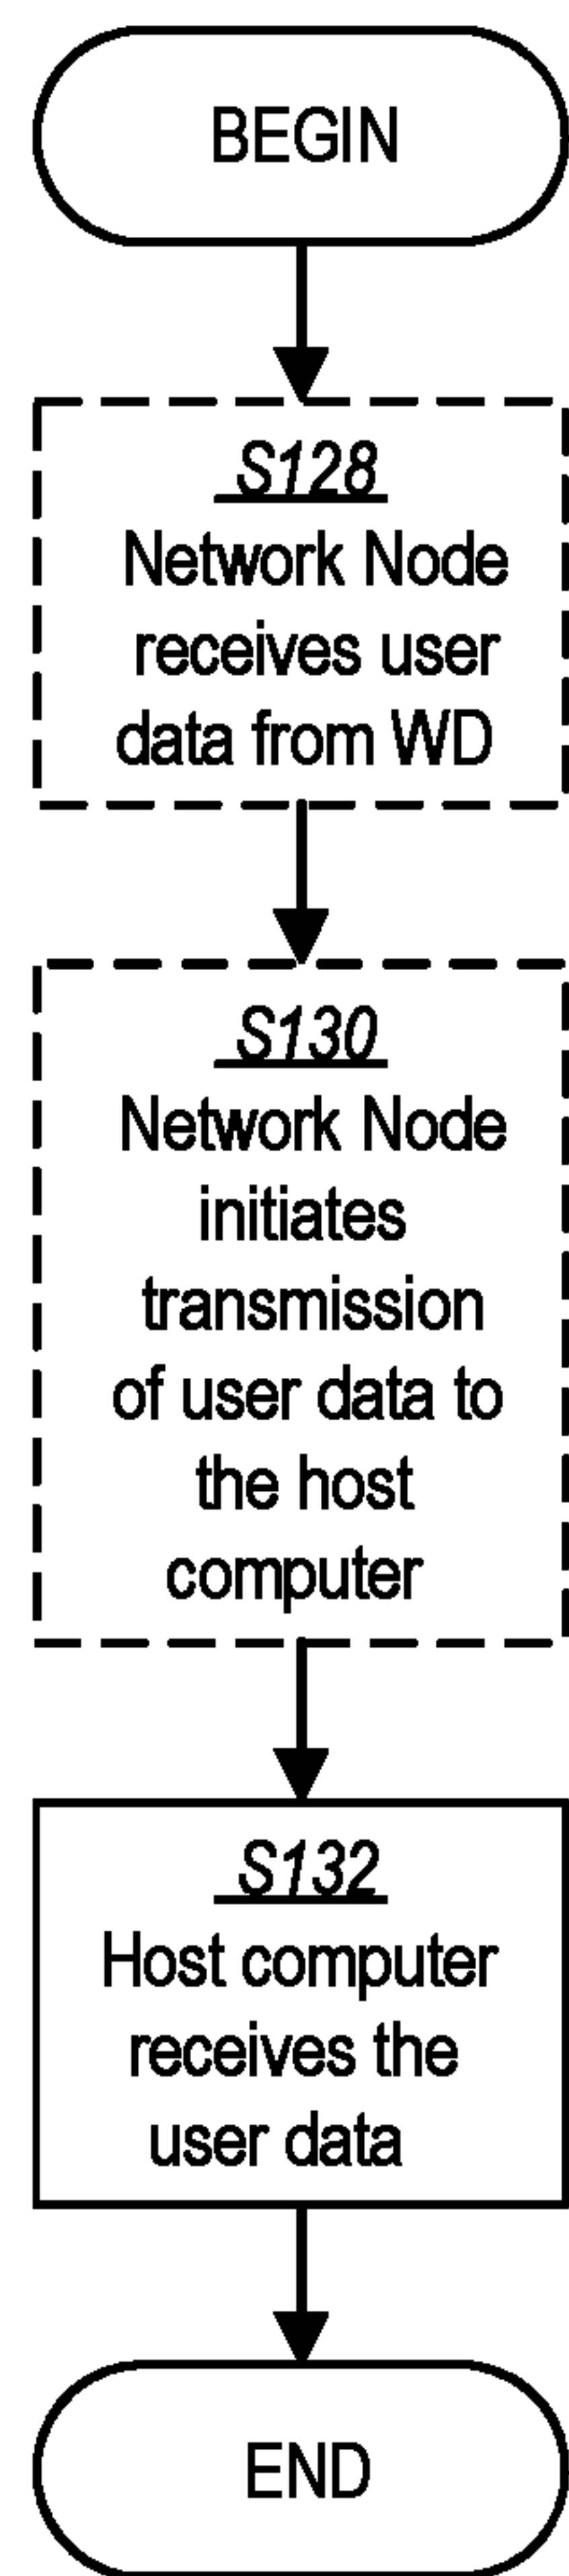 BEGIN
S128
Network Node
receives user
data from WD
S130
Network Node
initiates
transmission
of user data to
the host
computer
S132
Host computer
receives the
user data
END